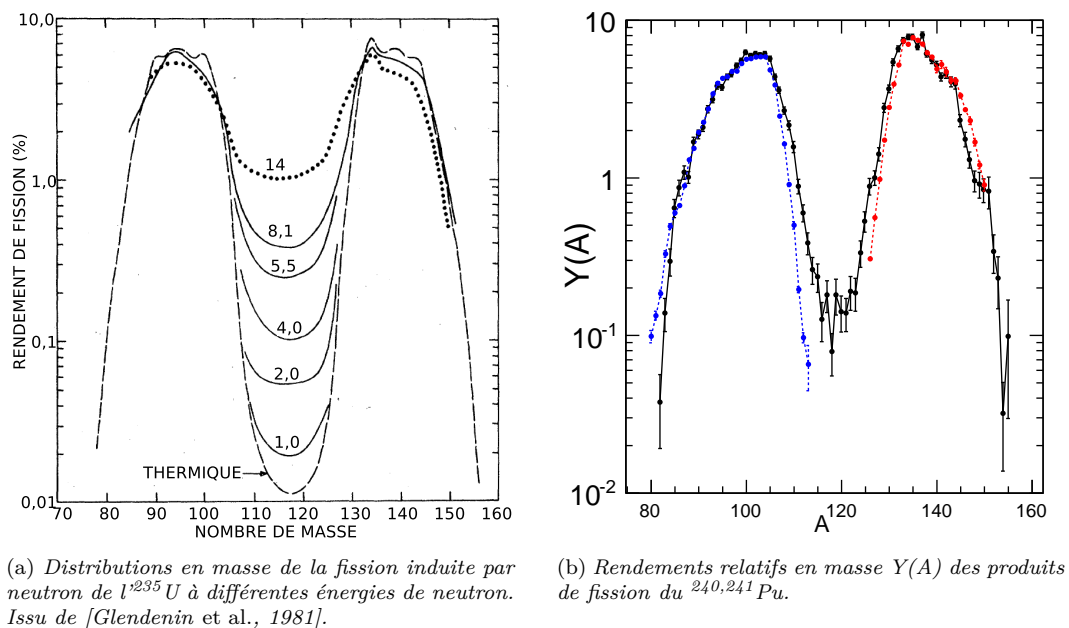 10,0
1,0
0,1
0,01
RENDEMENT DE FISSION (%)
14
8,1
5,5
4,0
2,0
1,0
THERMIQUE
70 80 90 100 110 120 130 140 150 160
NOMBRE DE MASSE
10
1
10-1
10-2
Y(A)
80 100 120 140 160
A
(a) Distributions en masse de la fission induite par
neutron de l'235U à différentes énergies de neutron.
Issu de [Glendenin et al., 1981].
(b) Rendements relatifs en masse Y(A) des produits
de fission du 240,241Pu.